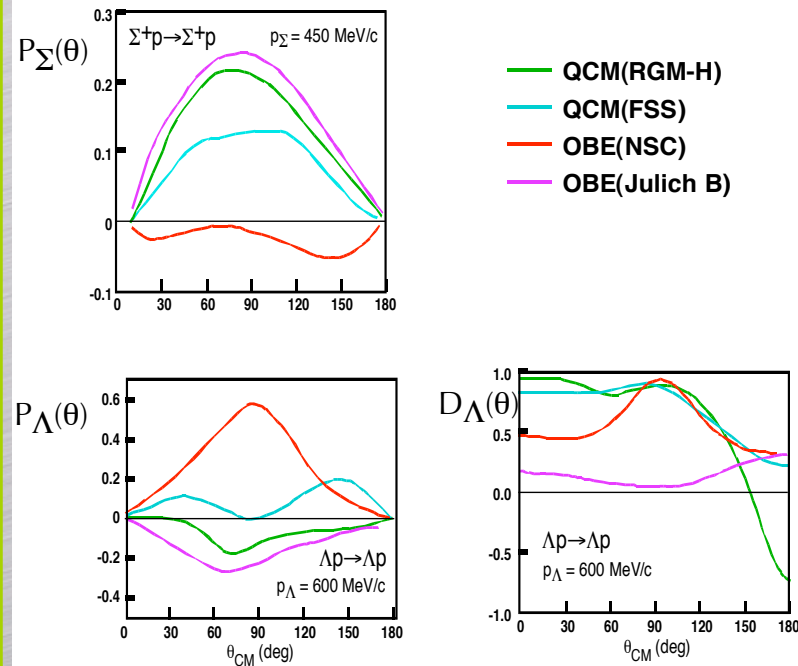 0.3
Σ+p→Σ+p
pΣ = 450 MeV/c
PΣ(θ)
0.2
0.1
0
-0.1
0 30 60 90 120 150 180
QCM(RGM-H)
QCM(FSS)
OBE(NSC)
OBE(Julich B)
PΛ(θ)
0.6
0.4
0.2
0
-0.2
-0.4
Λp→Λp
pΛ = 600 MeV/c
0 30 60 90 120 150 180
θCM (deg)
DΛ(θ)
1.0
0.5
0.0
-0.5
-1.0
Λp→Λp
pΛ = 600 MeV/c
0 30 60 90 120 150 180
θCM (deg)